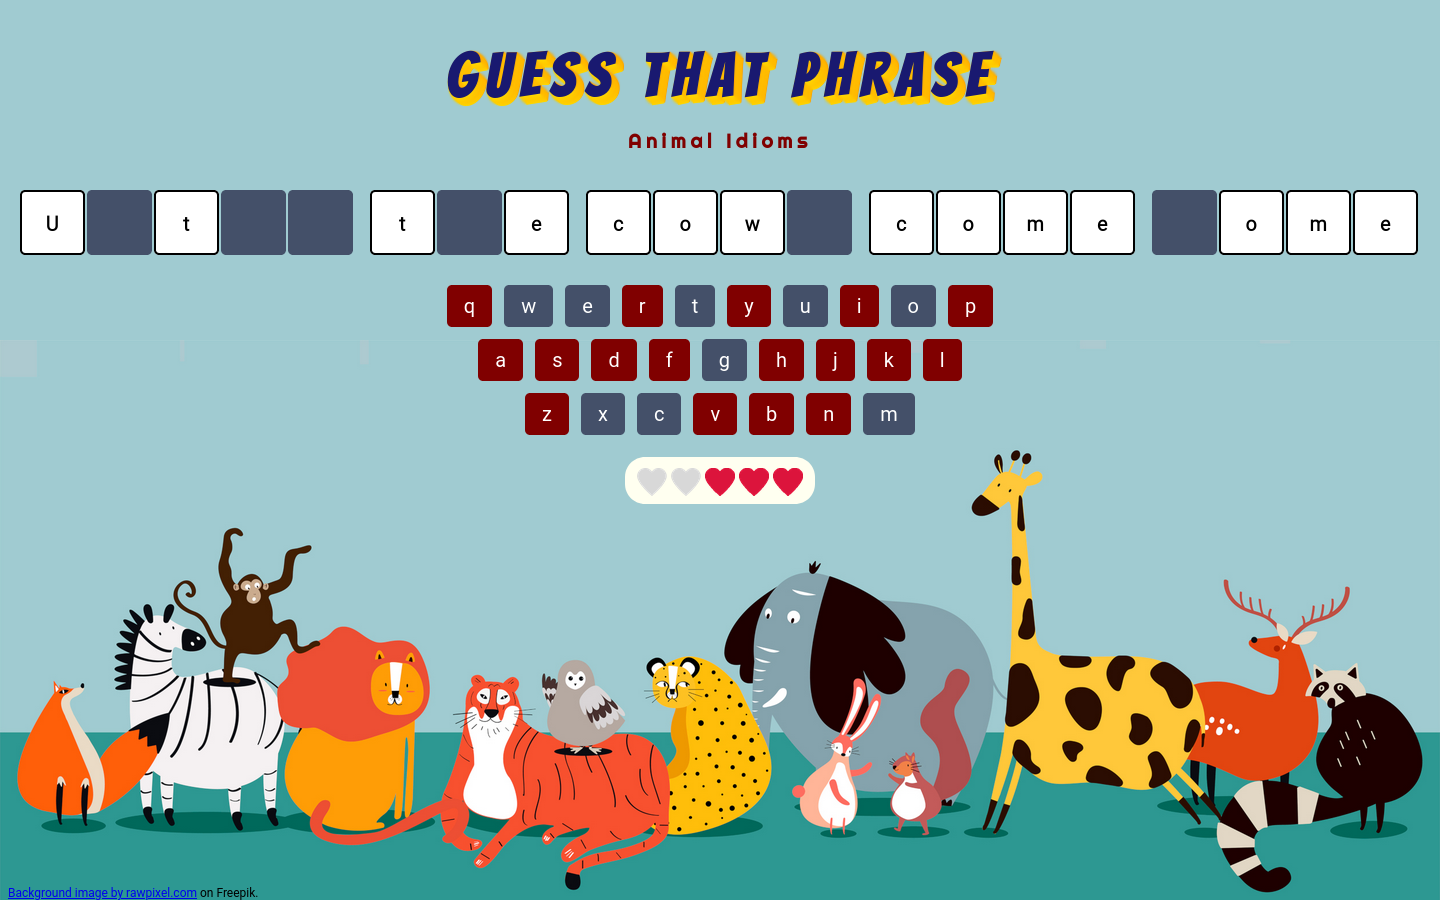 GUESS THAT PHRASE
Animal Idioms
U t t e c o w c o m e o m e
q w e r t y u i o p
a s d f g h j k l
z x c v b n m
Background image by rawpixel.com on Freepik.